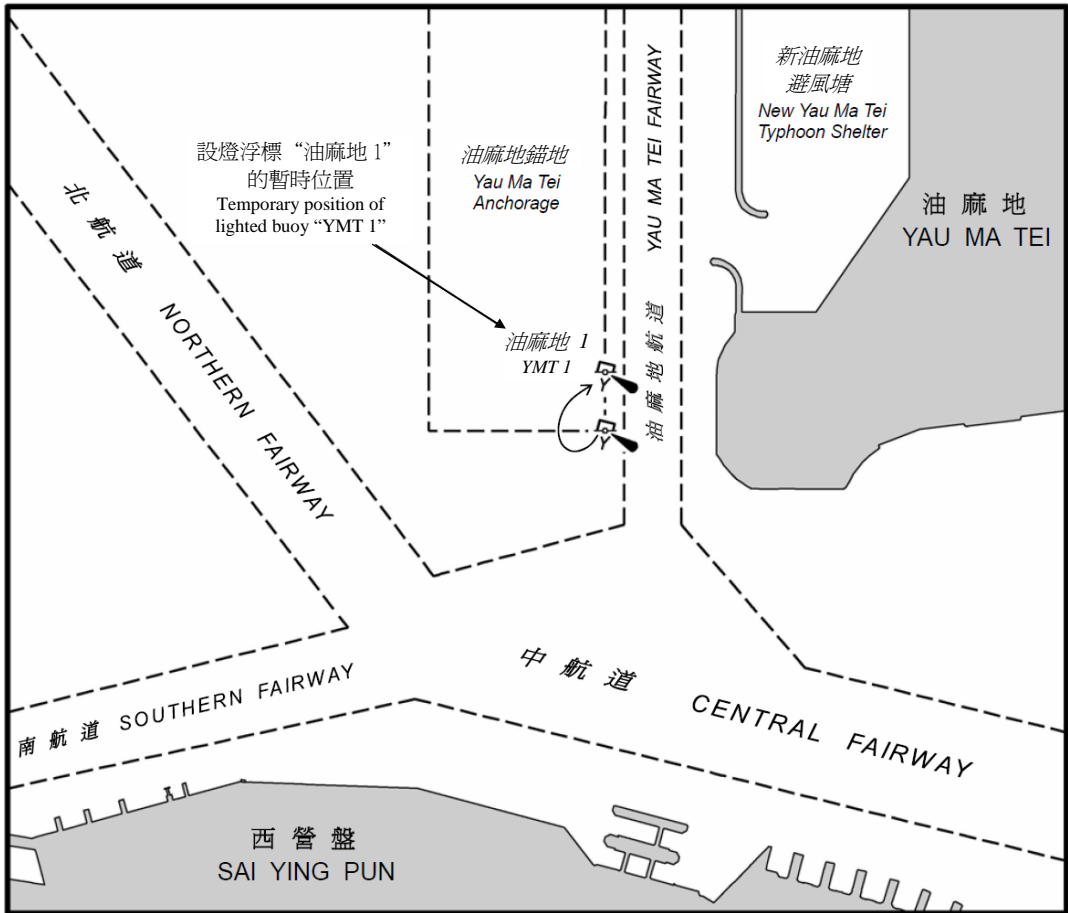 新油麻地
避風塘
New Yau Ma Tei
Typhoon Shelter
設燈浮標“油麻地 1”
的暫時位置
Temporary position of
lighted buoy “YMT 1”
油麻地錨地
Yau Ma Tei
Anchorage
油麻地航道 YAU MA TEI FAIRWAY
油麻地
YAU MA TEI
北航道 NORTHERN FAIRWAY
油麻地 1
YMT 1
Y
Y
南航道 SOUTHERN FAIRWAY
中航道 CENTRAL FAIRWAY
西營盤
SAI YING PUN